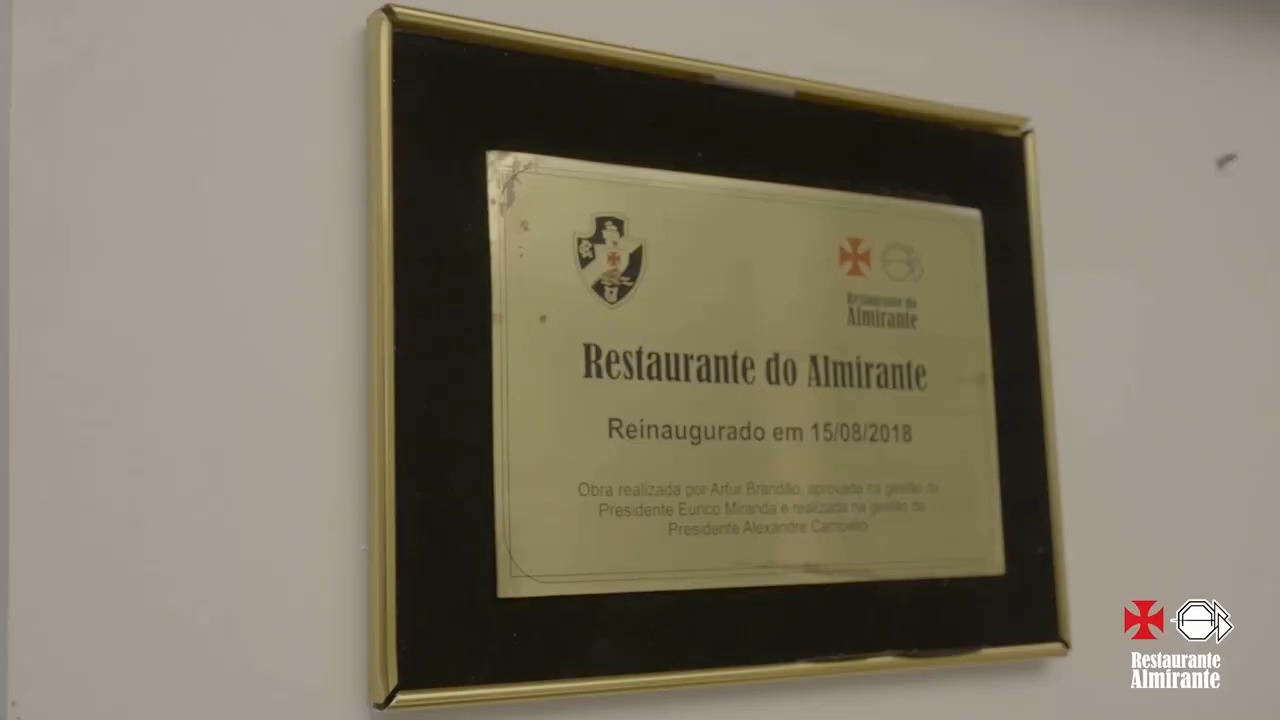 Restaurante do
Almirante
Restaurante do Almirante
Reinaugurado em 15/08/2018
Obra realizada por Artur Brandão, aprovada na gestão do
Presidente Eurico Miranda e realizada na gestão do
Presidente Alexandre Campello.
Restaurante
Almirante